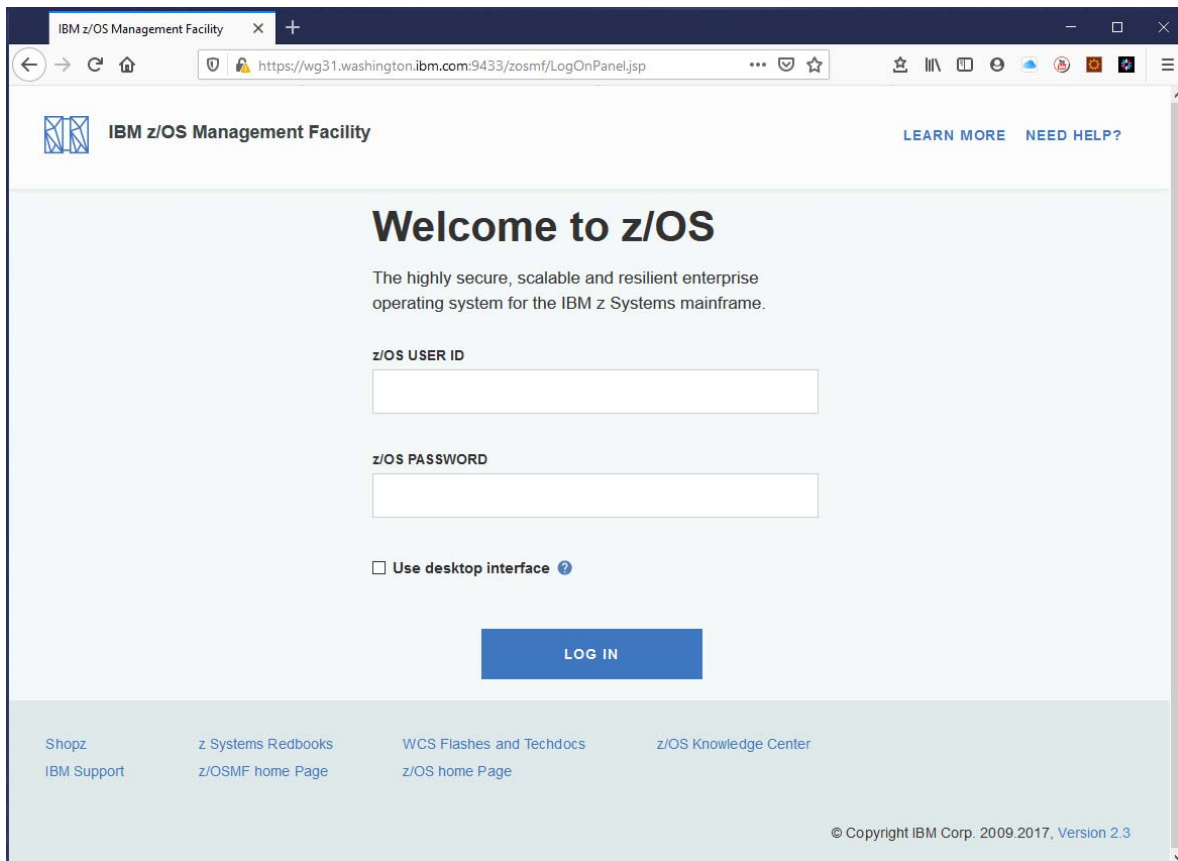 IBM z/OS Management Facility
https://wg31.washington.ibm.com:9433/zosmf/LogOnPanel.jsp
IBM z/OS Management Facility
LEARN MORE NEED HELP?
Welcome to z/OS
The highly secure, scalable and resilient enterprise
operating system for the IBM z Systems mainframe.
z/OS USER ID
z/OS PASSWORD
Use desktop interface ?
LOG IN
Shopz z Systems Redbooks WCS Flashes and Techdocs z/OS Knowledge Center
IBM Support z/OSMF home Page z/OS home Page
© Copyright IBM Corp. 2009.2017, Version 2.3